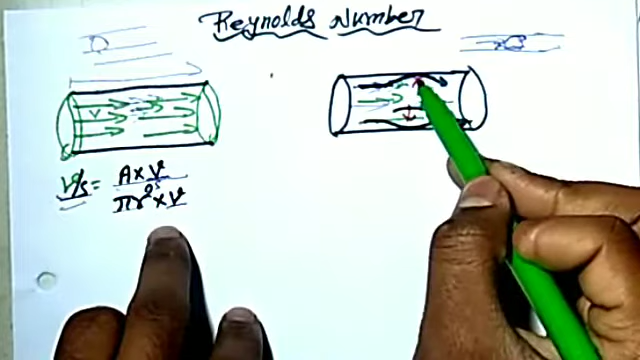 Reynolds Number
V
V/s = A × V
πr² × V